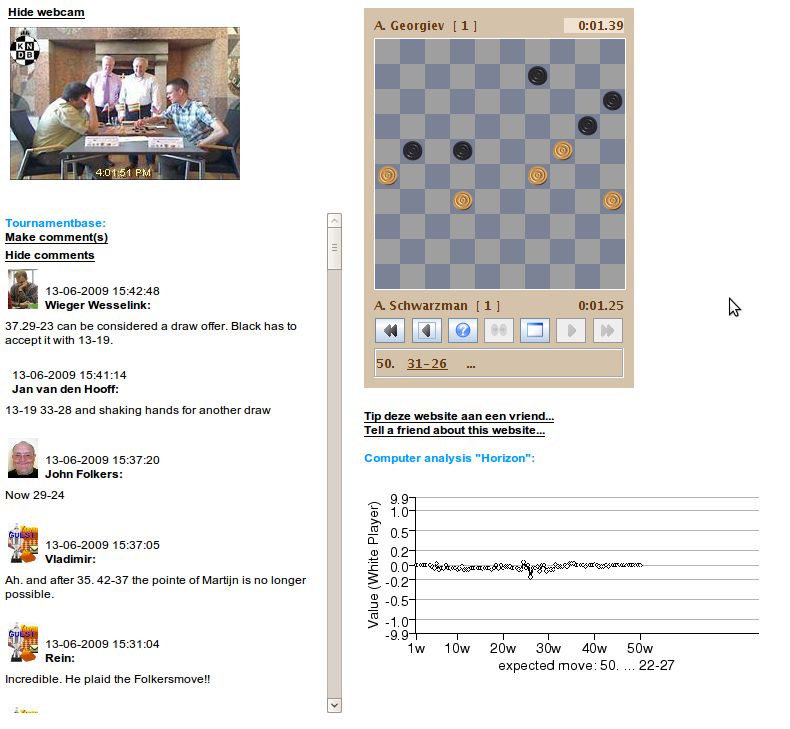 Hide webcam
KN
DB
4:01:51 PM
Tournamentbase:
Make comment(s)
Hide comments
13-06-2009 15:42:48
Wieger Wesselink:
37.29-23 can be considered a draw offer. Black has to
accept it with 13-19.
13-06-2009 15:41:14
Jan van den Hooff:
13-19 33-28 and shaking hands for another draw
13-06-2009 15:37:20
John Folkers:
Now 29-24
GUEST
13-06-2009 15:37:05
Vladimir:
Ah. and after 35. 42-37 the pointe of Martijn is no longer
possible.
GUEST
13-06-2009 15:31:04
Rein:
Incredible. He plaid the Folkersmove!!
A. Georgiev [ 1 ] 0:01.39
A. Schwarzman [ 1 ] 0:01.25
50. 31-26 ...
Tip deze website aan een vriend...
Tell a friend about this website...
Computer analysis "Horizon":
Value (White Player)
9.9
1.0
0.5
0.2
0.0
-0.2
-0.5
-1.0
-9.9
1w 10w 20w 30w 40w 50w
expected move: 50. ... 22-27